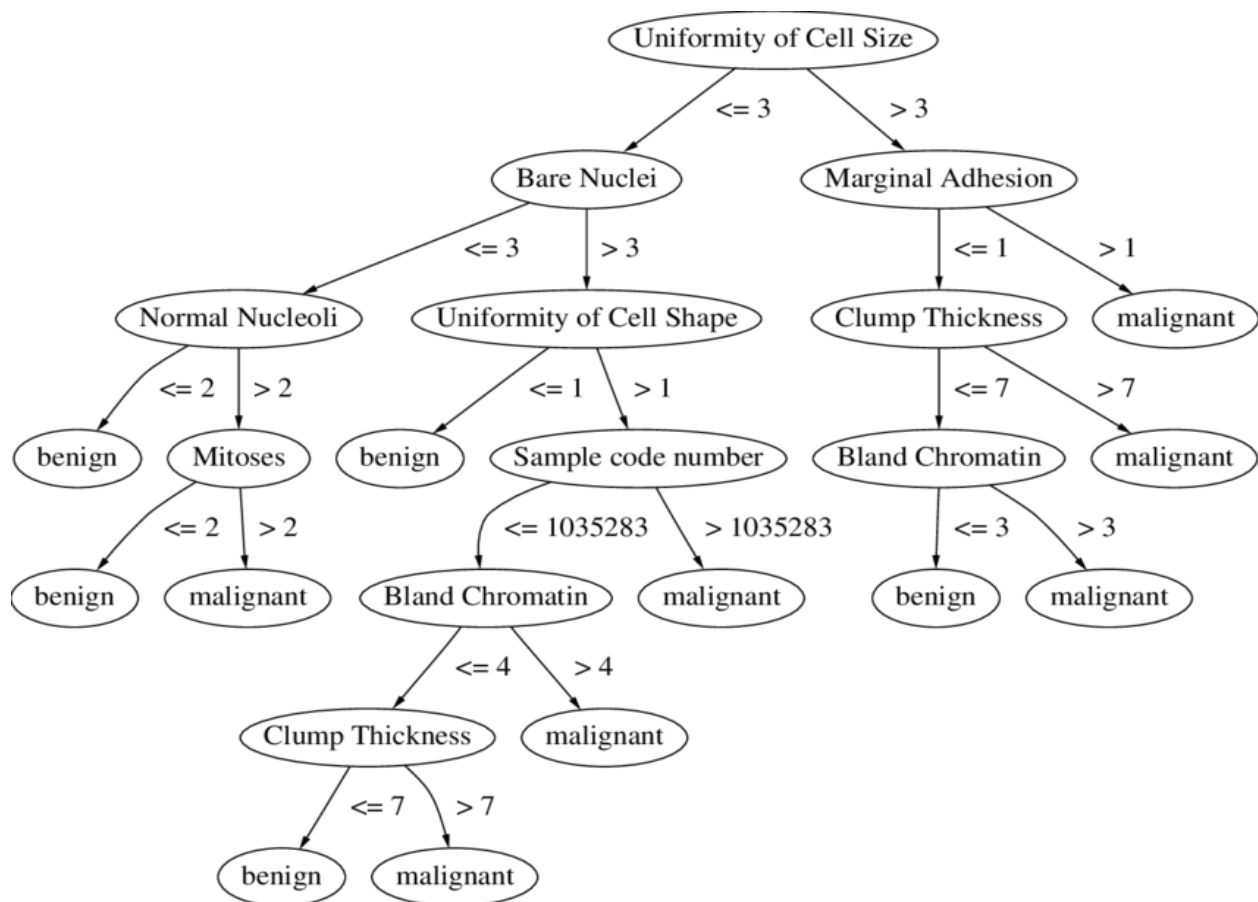 Uniformity of Cell Size
<= 3 > 3
Bare Nuclei Marginal Adhesion
<= 3 > 3 <= 1 > 1
Normal Nucleoli Uniformity of Cell Shape Clump Thickness malignant
<= 2 > 2 <= 1 > 1 <= 7 > 7
benign Mitoses benign Sample code number Bland Chromatin malignant
<= 2 > 2 <= 1035283 > 1035283 <= 3 > 3
benign malignant Bland Chromatin malignant benign malignant
<= 4 > 4
Clump Thickness malignant
<= 7 > 7
benign malignant